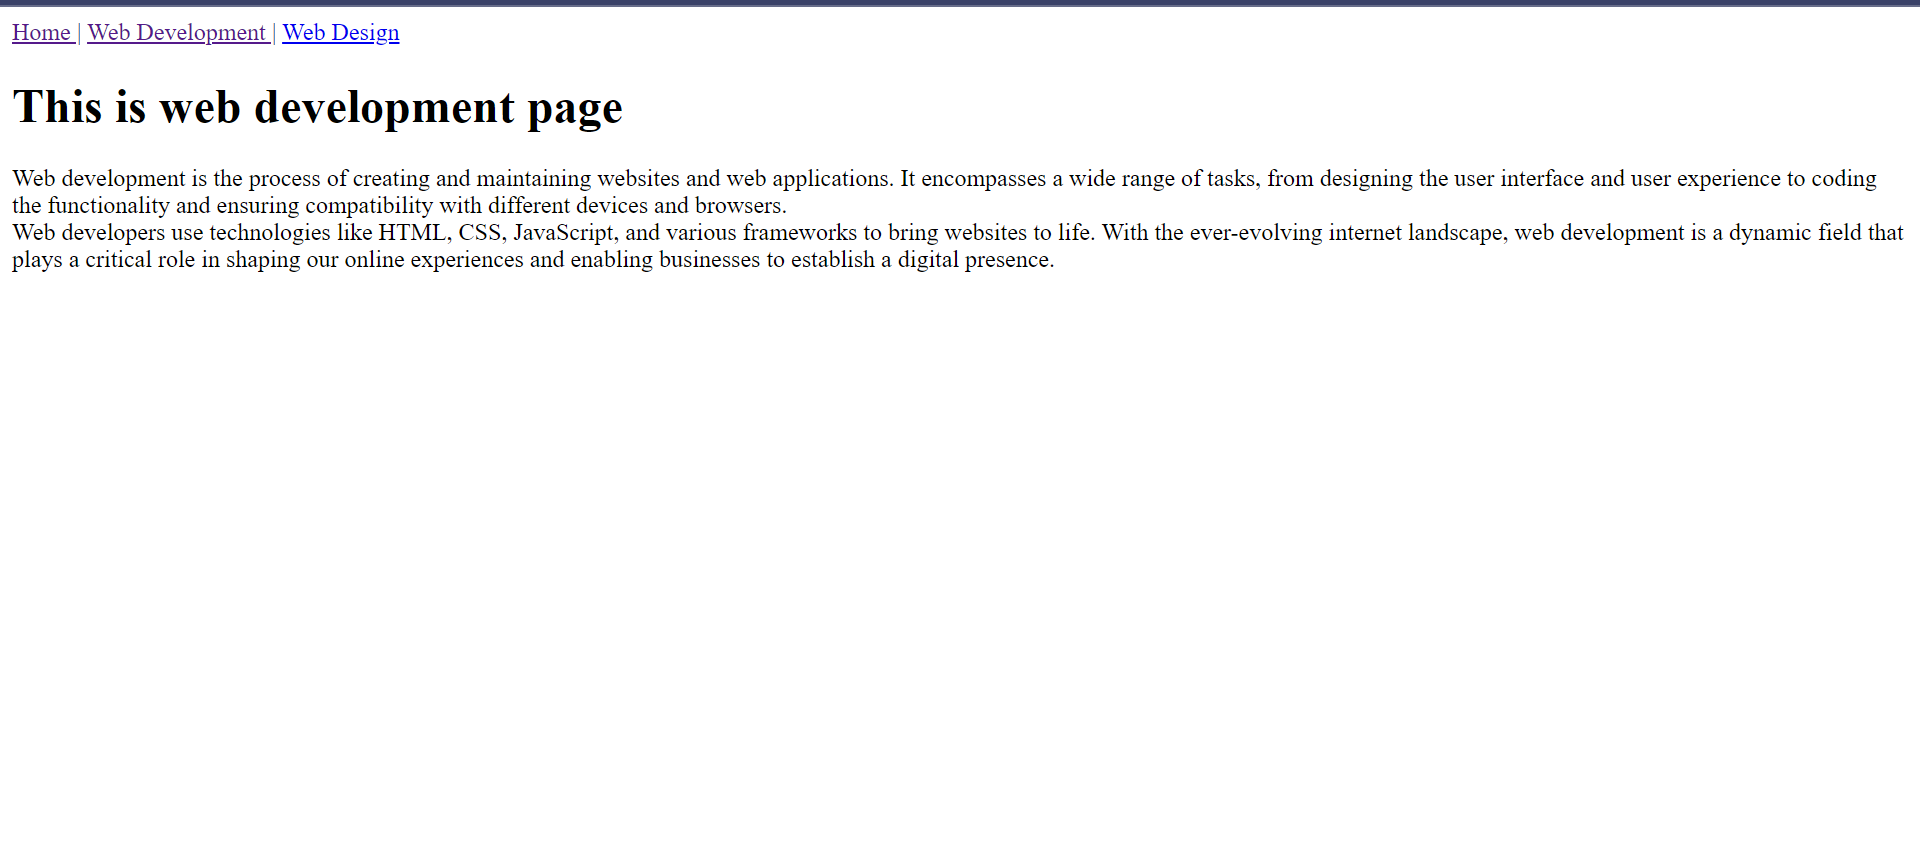 Home | Web Development | Web Design
This is web development page
Web development is the process of creating and maintaining websites and web applications. It encompasses a wide range of tasks, from designing the user interface and user experience to coding
the functionality and ensuring compatibility with different devices and browsers.
Web developers use technologies like HTML, CSS, JavaScript, and various frameworks to bring websites to life. With the ever-evolving internet landscape, web development is a dynamic field that
plays a critical role in shaping our online experiences and enabling businesses to establish a digital presence.